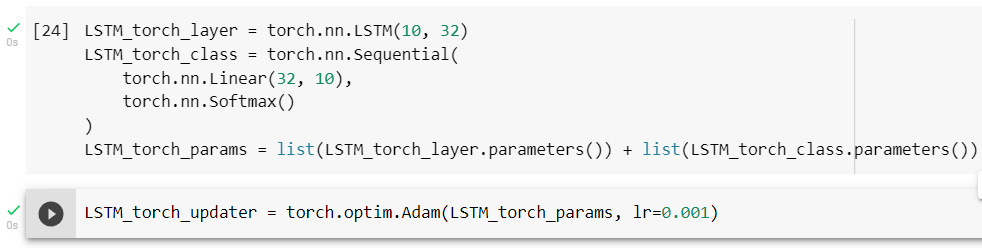 [24] LSTM_torch_layer = torch.nn.LSTM(10, 32)
LSTM_torch_class = torch.nn.Sequential(
torch.nn.Linear(32, 10),
torch.nn.Softmax()
)
LSTM_torch_params = list(LSTM_torch_layer.parameters()) + list(LSTM_torch_class.parameters())
0s
LSTM_torch_updater = torch.optim.Adam(LSTM_torch_params, lr=0.001)
0s